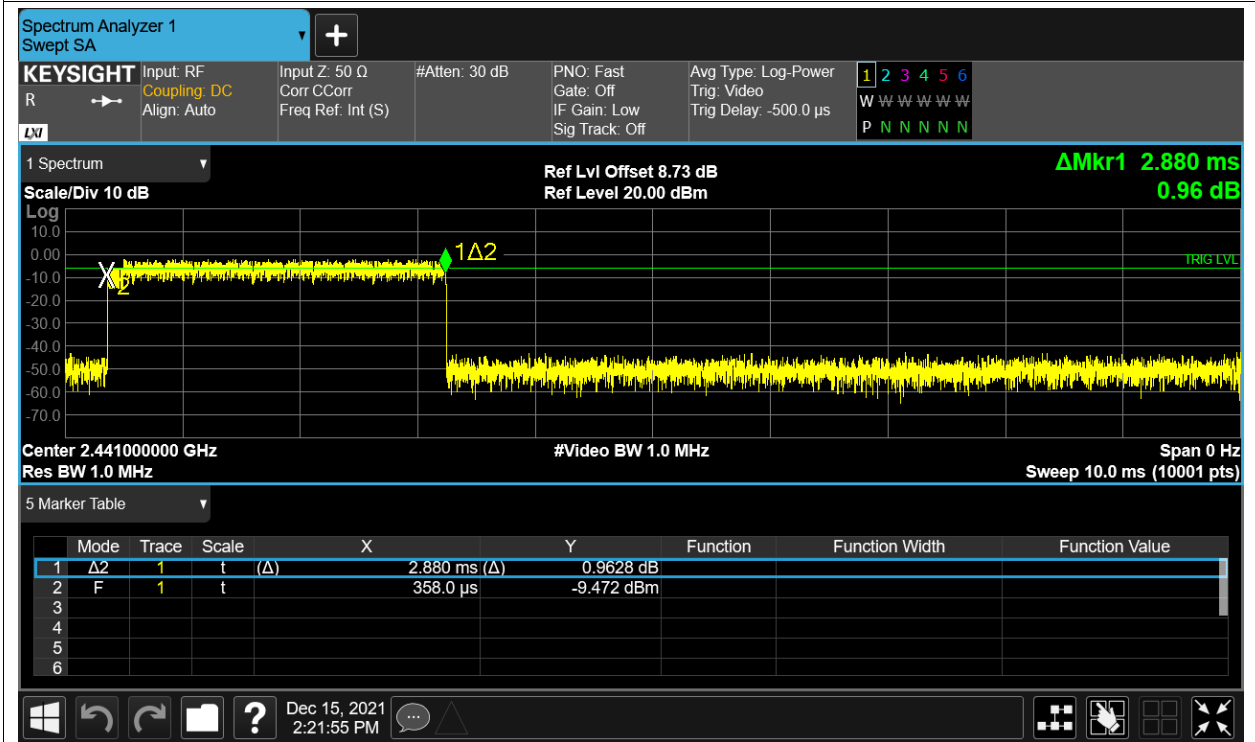 Spectrum Analyzer 1
Swept SA
+
KEYSIGHT Input: RF Input Z: 50 Ω #Atten: 30 dB PNO: Fast Avg Type: Log-Power 1 2 3 4 5 6
R Coupling: DC Corr CCorr Gate: Off Trig: Video W W W W W W
Align: Auto Freq Ref: Int (S) IF Gain: Low Trig Delay: -500.0 µs
LXI Sig Track: Off P N N N N N
1 Spectrum
Ref Lvl Offset 8.73 dB ΔMkr1 2.880 ms
Scale/Div 10 dB Ref Level 20.00 dBm 0.96 dB
Log
10.0
0.00 1Δ2 TRIG LVL
-10.0 X2
-20.0
-30.0
-40.0
-50.0
-60.0
-70.0
Center 2.441000000 GHz #Video BW 1.0 MHz Span 0 Hz
Res BW 1.0 MHz Sweep 10.0 ms (10001 pts)
5 Marker Table
Mode Trace Scale X Y Function Function Width Function Value
1 Δ2 1 t (Δ) 2.880 ms (Δ) 0.9628 dB
2 F 1 t 358.0 µs -9.472 dBm
3
4
5
6
? Dec 15, 2021
2:21:55 PM